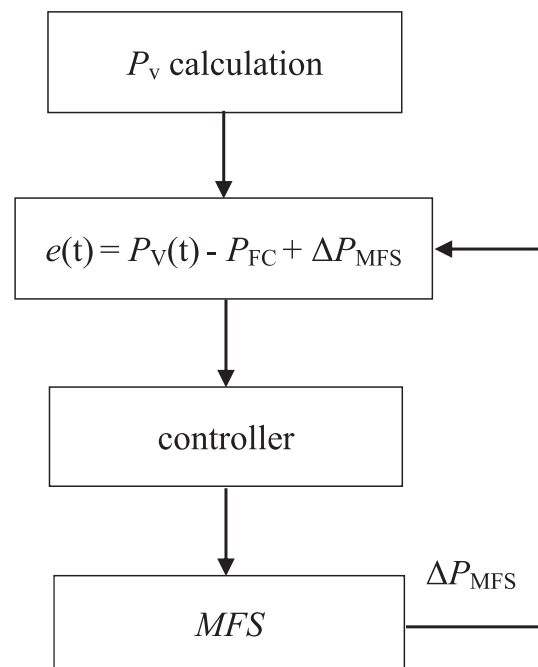 Pv calculation
e(t) = PV(t) - PFC + ΔPMFS
controller
ΔPMFS
MFS